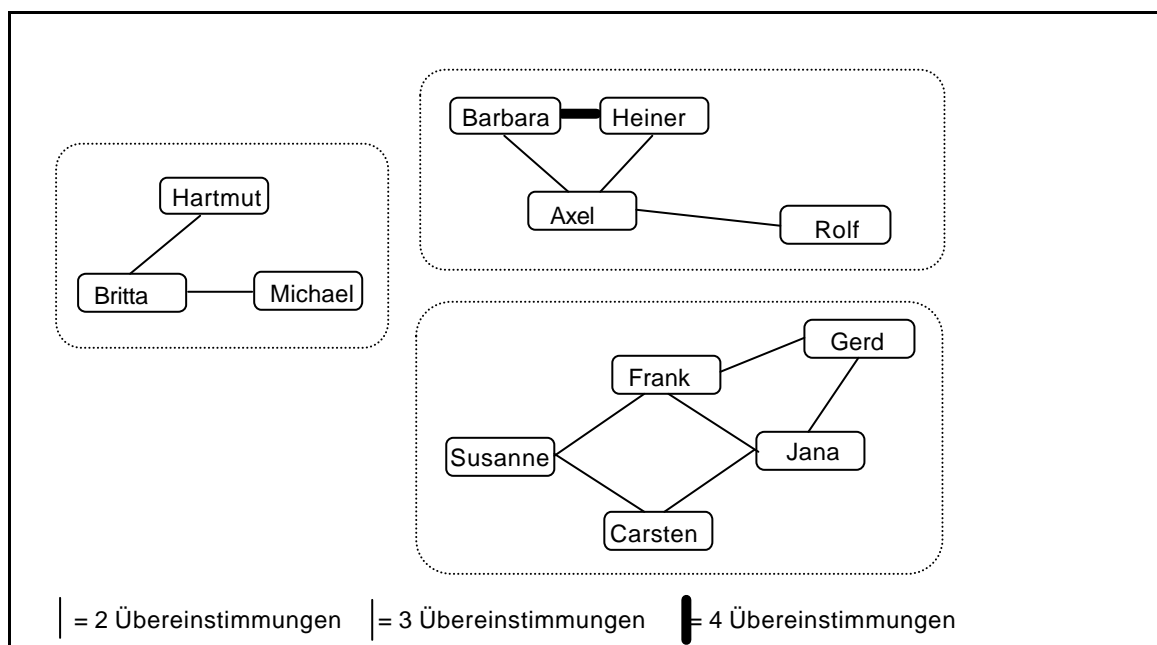 Barbara
Heiner
Hartmut
Axel
Rolf
Britta
Michael
Gerd
Frank
Susanne
Jana
Carsten
= 2 Übereinstimmungen
= 3 Übereinstimmungen
= 4 Übereinstimmungen